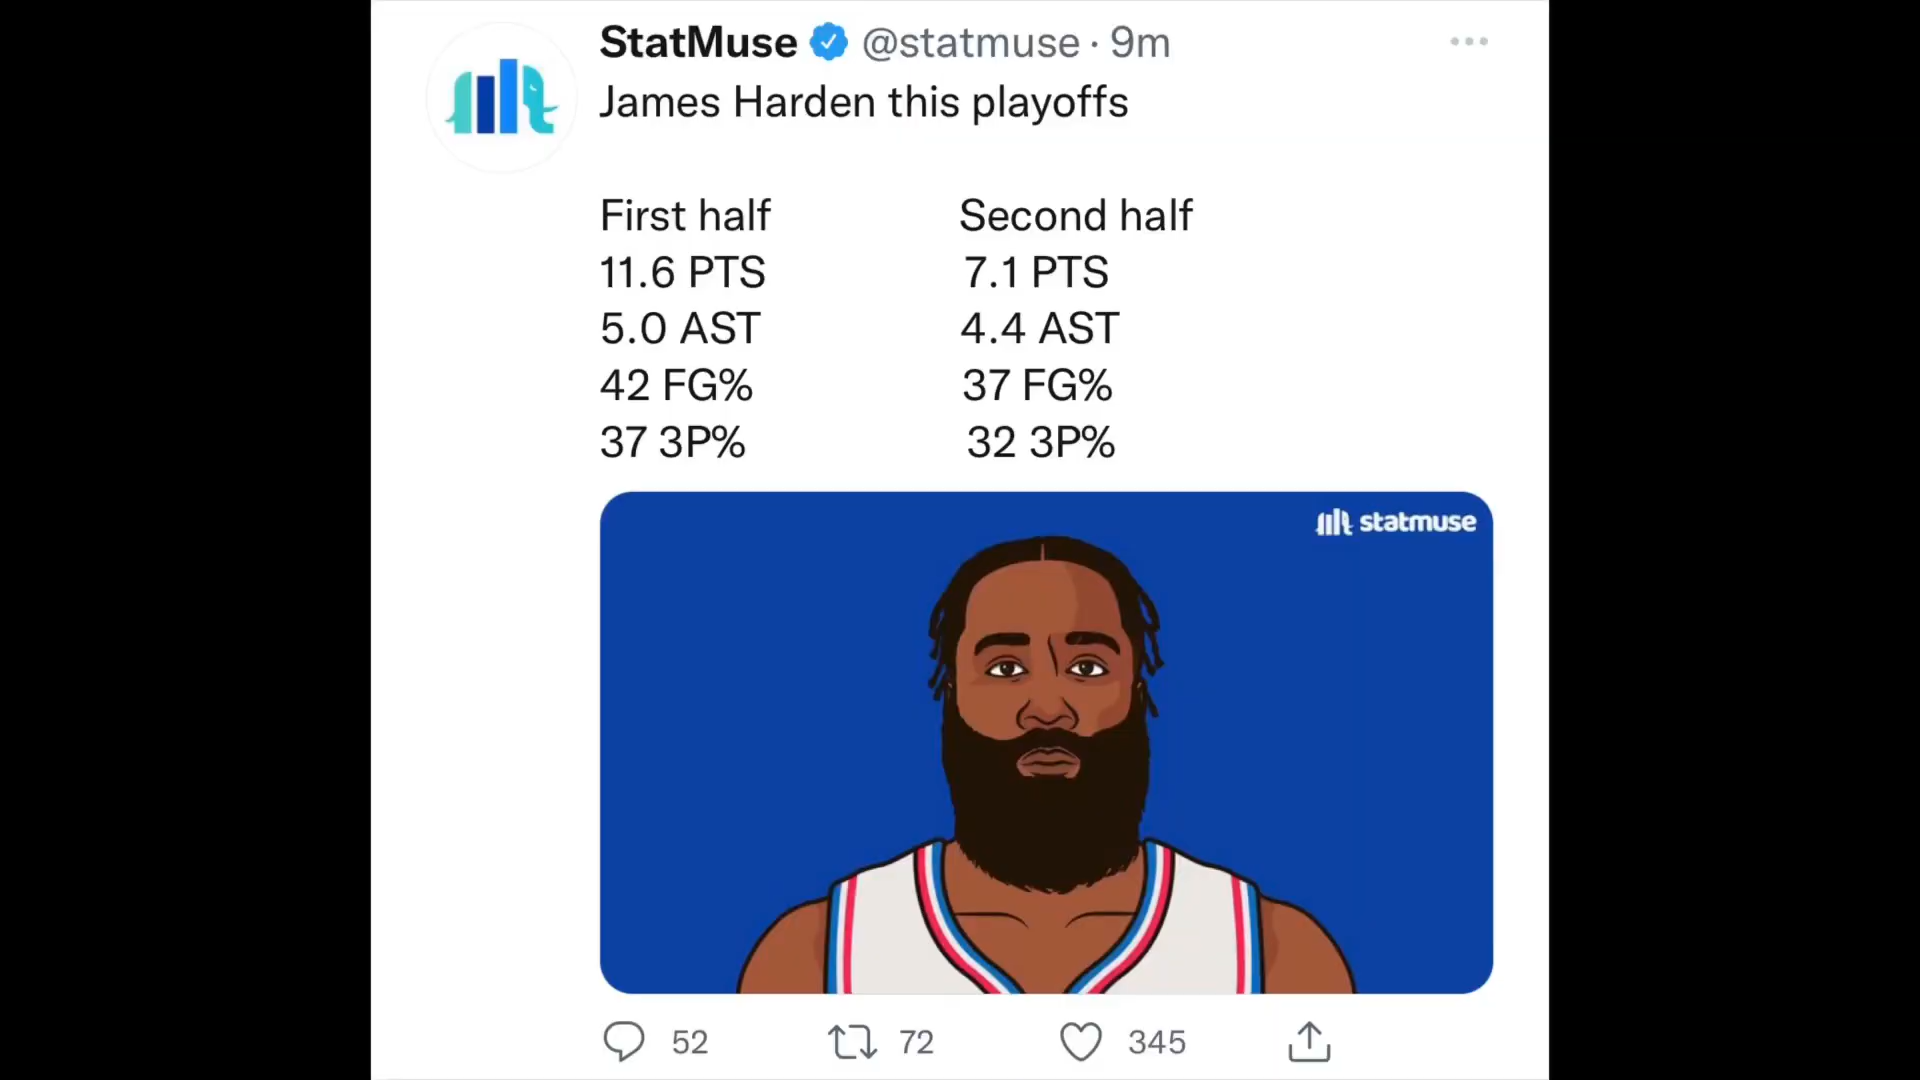 StatMuse @statmuse · 9m
James Harden this playoffs
First half Second half
11.6 PTS 7.1 PTS
5.0 AST 4.4 AST
42 FG% 37 FG%
37 3P% 32 3P%
statmuse
52 72 345